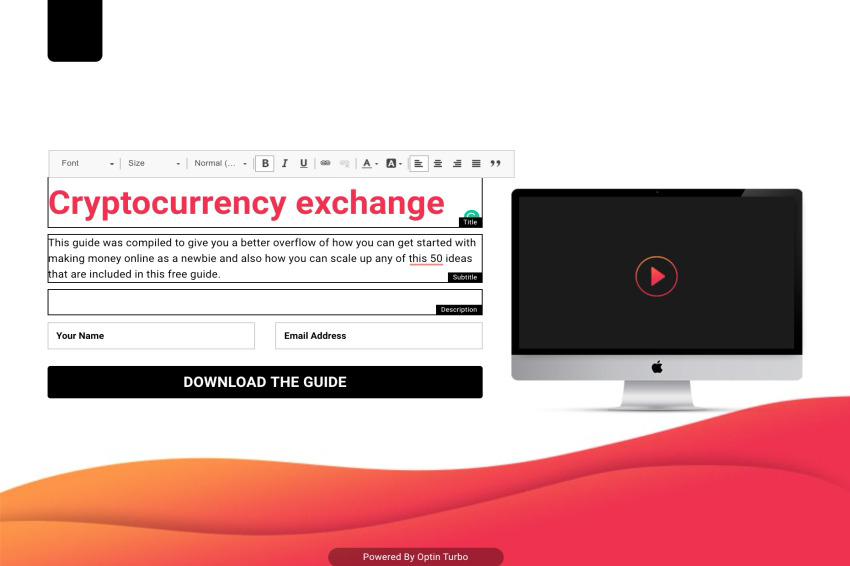 Font Size Normal (... B I U A A
Cryptocurrency exchange
Title
This guide was compiled to give you a better overflow of how you can get started with
making money online as a newbie and also how you can scale up any of this 50 ideas
that are included in this free guide.
Subtitle
Description
Your Name Email Address
DOWNLOAD THE GUIDE
Powered By Optin Turbo